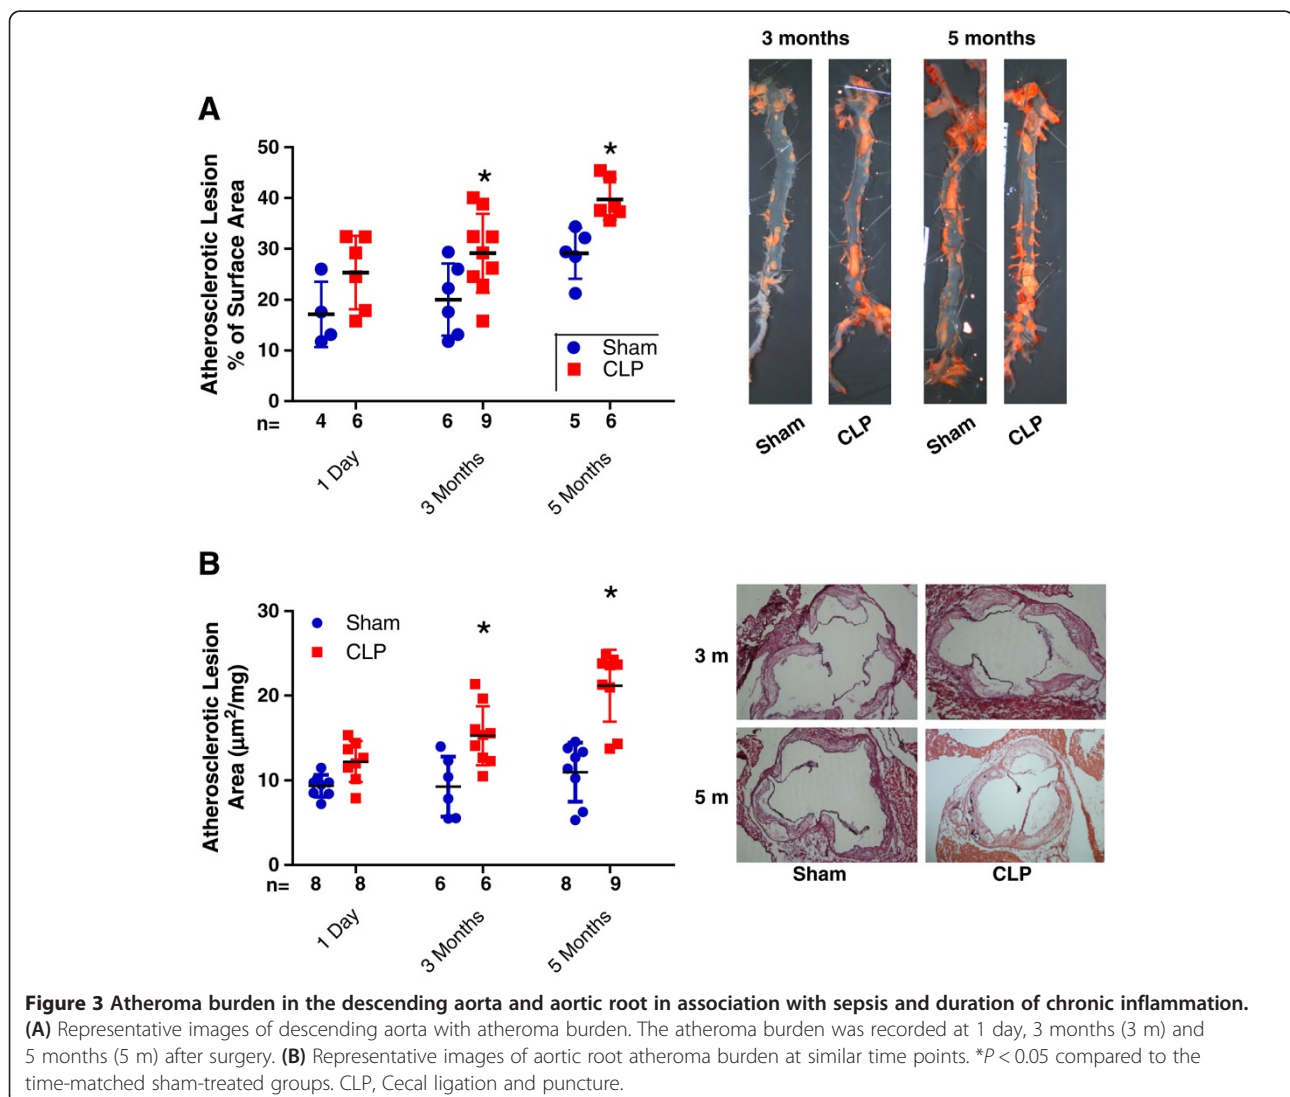 3 months 5 months
A
Atherosclerotic Lesion
% of Surface Area
50
40
30
20
10
0
* *
Sham
CLP
n= 4 6 6 9 5 6
1 Day 3 Months 5 Months
Sham CLP Sham CLP
B
Atherosclerotic Lesion
Area (μm²/mg)
30
20
10
0
Sham
CLP
* *
n= 8 8 6 6 8 9
1 Day 3 Months 5 Months
3 m
5 m
Sham CLP
Figure 3 Atheroma burden in the descending aorta and aortic root in association with sepsis and duration of chronic inflammation.
(A) Representative images of descending aorta with atheroma burden. The atheroma burden was recorded at 1 day, 3 months (3 m) and
5 months (5 m) after surgery. (B) Representative images of aortic root atheroma burden at similar time points. *P < 0.05 compared to the
time-matched sham-treated groups. CLP, Cecal ligation and puncture.